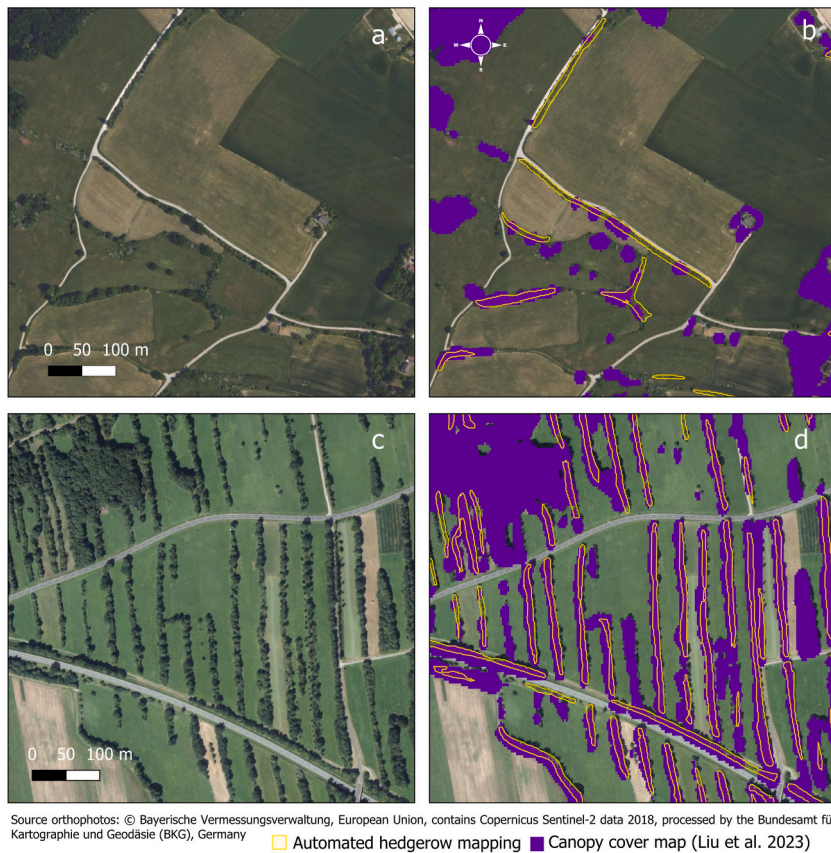 a
b
N
W E
S
0 50 100 m
c
d
0 50 100 m
Source orthophotos: © Bayerische Vermessungsverwaltung, European Union, contains Copernicus Sentinel-2 data 2018, processed by the Bundesamt fü
Kartographie und Geodäsie (BKG), Germany
Automated hedgerow mapping Canopy cover map (Liu et al. 2023)